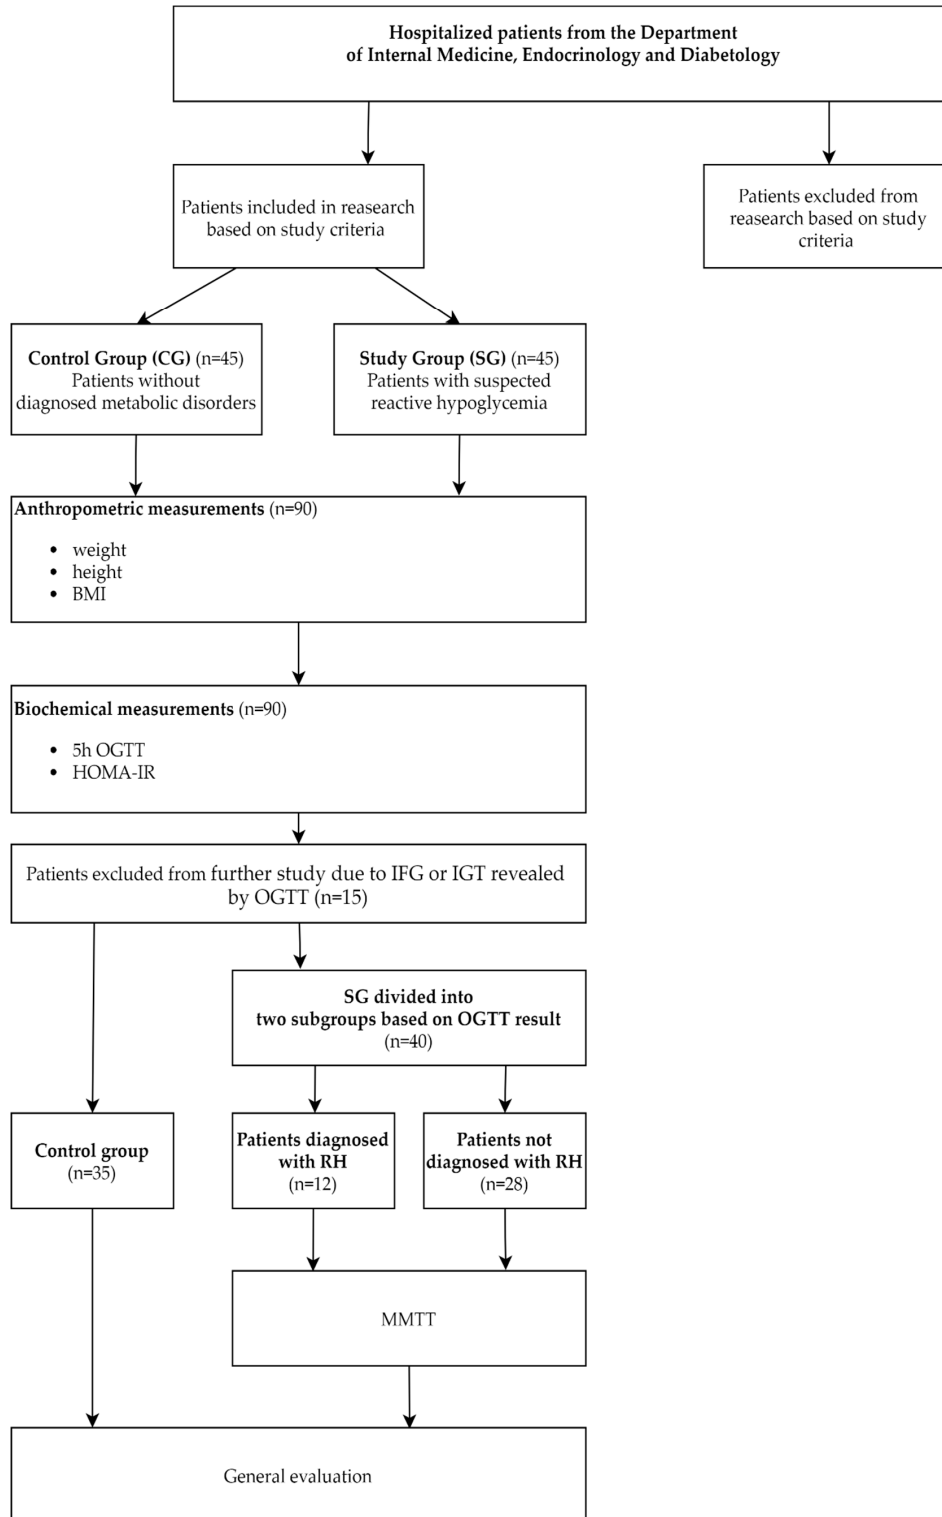 Hospitalized patients from the Department
of Internal Medicine, Endocrinology and Diabetology
Patients included in reasearch
based on study criteria
Patients excluded from
reasearch based on study
criteria
Control Group (CG) (n=45)
Patients without
diagnosed metabolic disorders
Study Group (SG) (n=45)
Patients with suspected
reactive hypoglycemia
Anthropometric measurements (n=90)
• weight
• height
• BMI
Biochemical measurements (n=90)
• 5h OGTT
• HOMA-IR
Patients excluded from further study due to IFG or IGT revealed
by OGTT (n=15)
SG divided into
two subgroups based on OGTT result
(n=40)
Control group
(n=35)
Patients diagnosed
with RH
(n=12)
Patients not
diagnosed with RH
(n=28)
MMTT
General evaluation